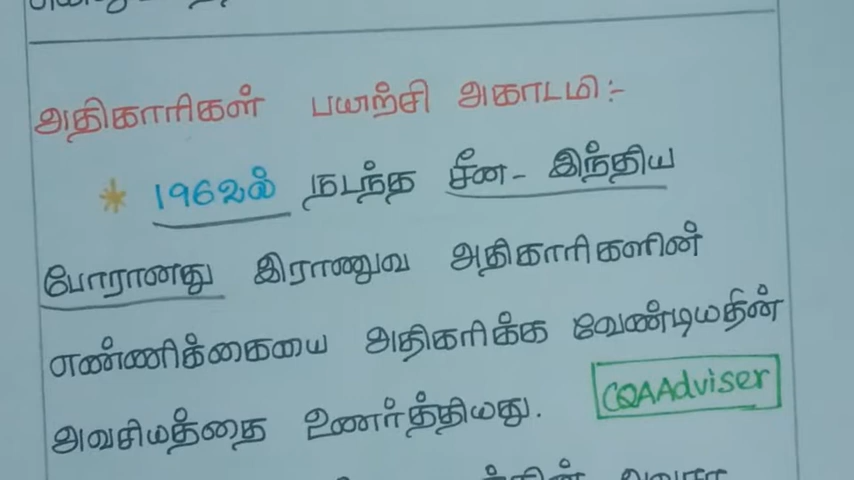 அதிகாரிகள் பயற்சி அகாடமி:-
* 1962ல் நடந்த சீன- இந்திய
போரானது இராணுவ அதிகாரிகளின்
எண்ணிக்கையை அதிகரிக்க வேண்டியதின்
அவசியத்தை உணர்த்தியது.
CQAAdviser